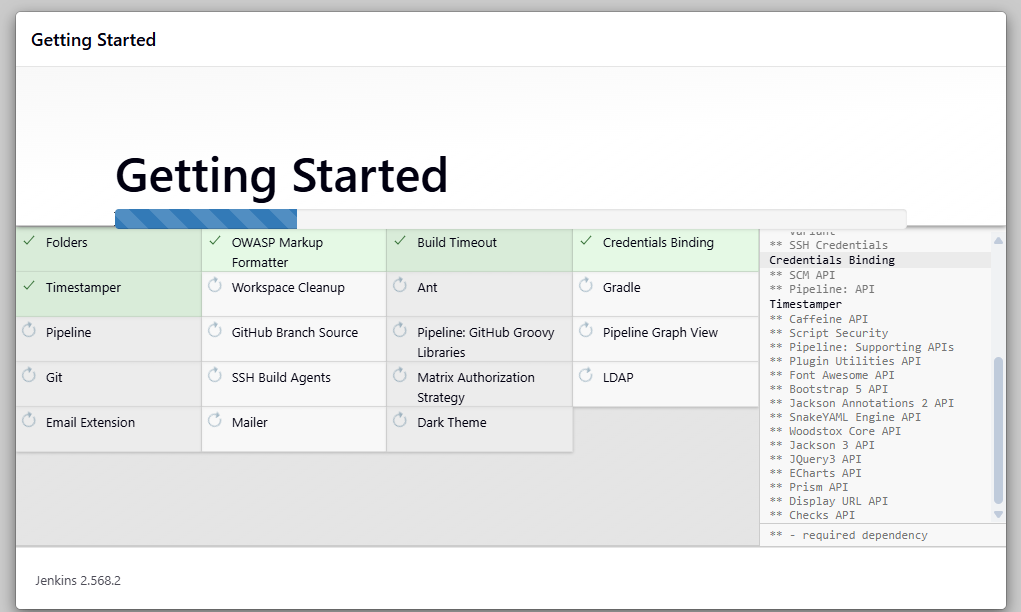 Getting Started
Getting Started
Folders
OWASP Markup
Formatter
Build Timeout
Credentials Binding
Timestamper
Workspace Cleanup
Ant
Gradle
Pipeline
GitHub Branch Source
Pipeline: GitHub Groovy
Libraries
Pipeline Graph View
Git
SSH Build Agents
Matrix Authorization
Strategy
LDAP
Email Extension
Mailer
Dark Theme
** SSH Credentials
Credentials Binding
** SCM API
** Pipeline: API
Timestamper
** Caffeine API
** Script Security
** Pipeline: Supporting APIs
** Plugin Utilities API
** Font Awesome API
** Bootstrap 5 API
** Jackson Annotations 2 API
** SnakeYAML Engine API
** Woodstox Core API
** Jackson 3 API
** JQuery3 API
** ECharts API
** Prism API
** Display URL API
** Checks API
** - required dependency
Jenkins 2.568.2